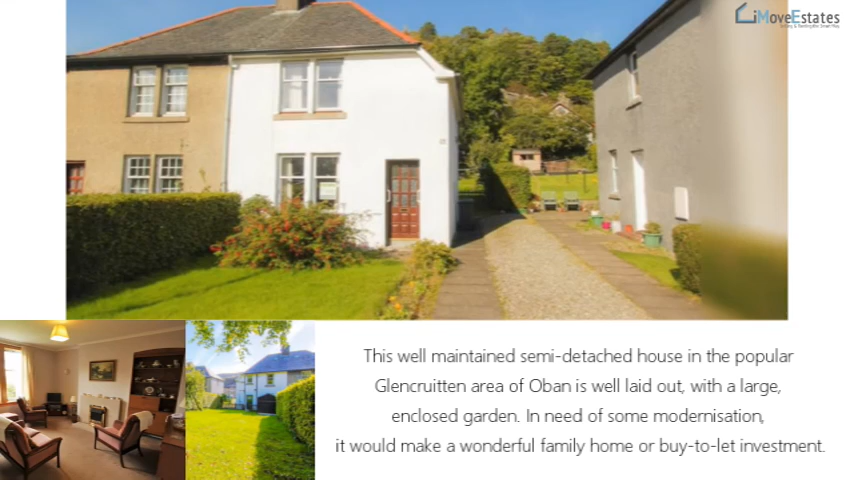 iMoveEstates
This well maintained semi-detached house in the popular
Glencruitten area of Oban is well laid out, with a large,
enclosed garden. In need of some modernisation,
it would make a wonderful family home or buy-to-let investment.